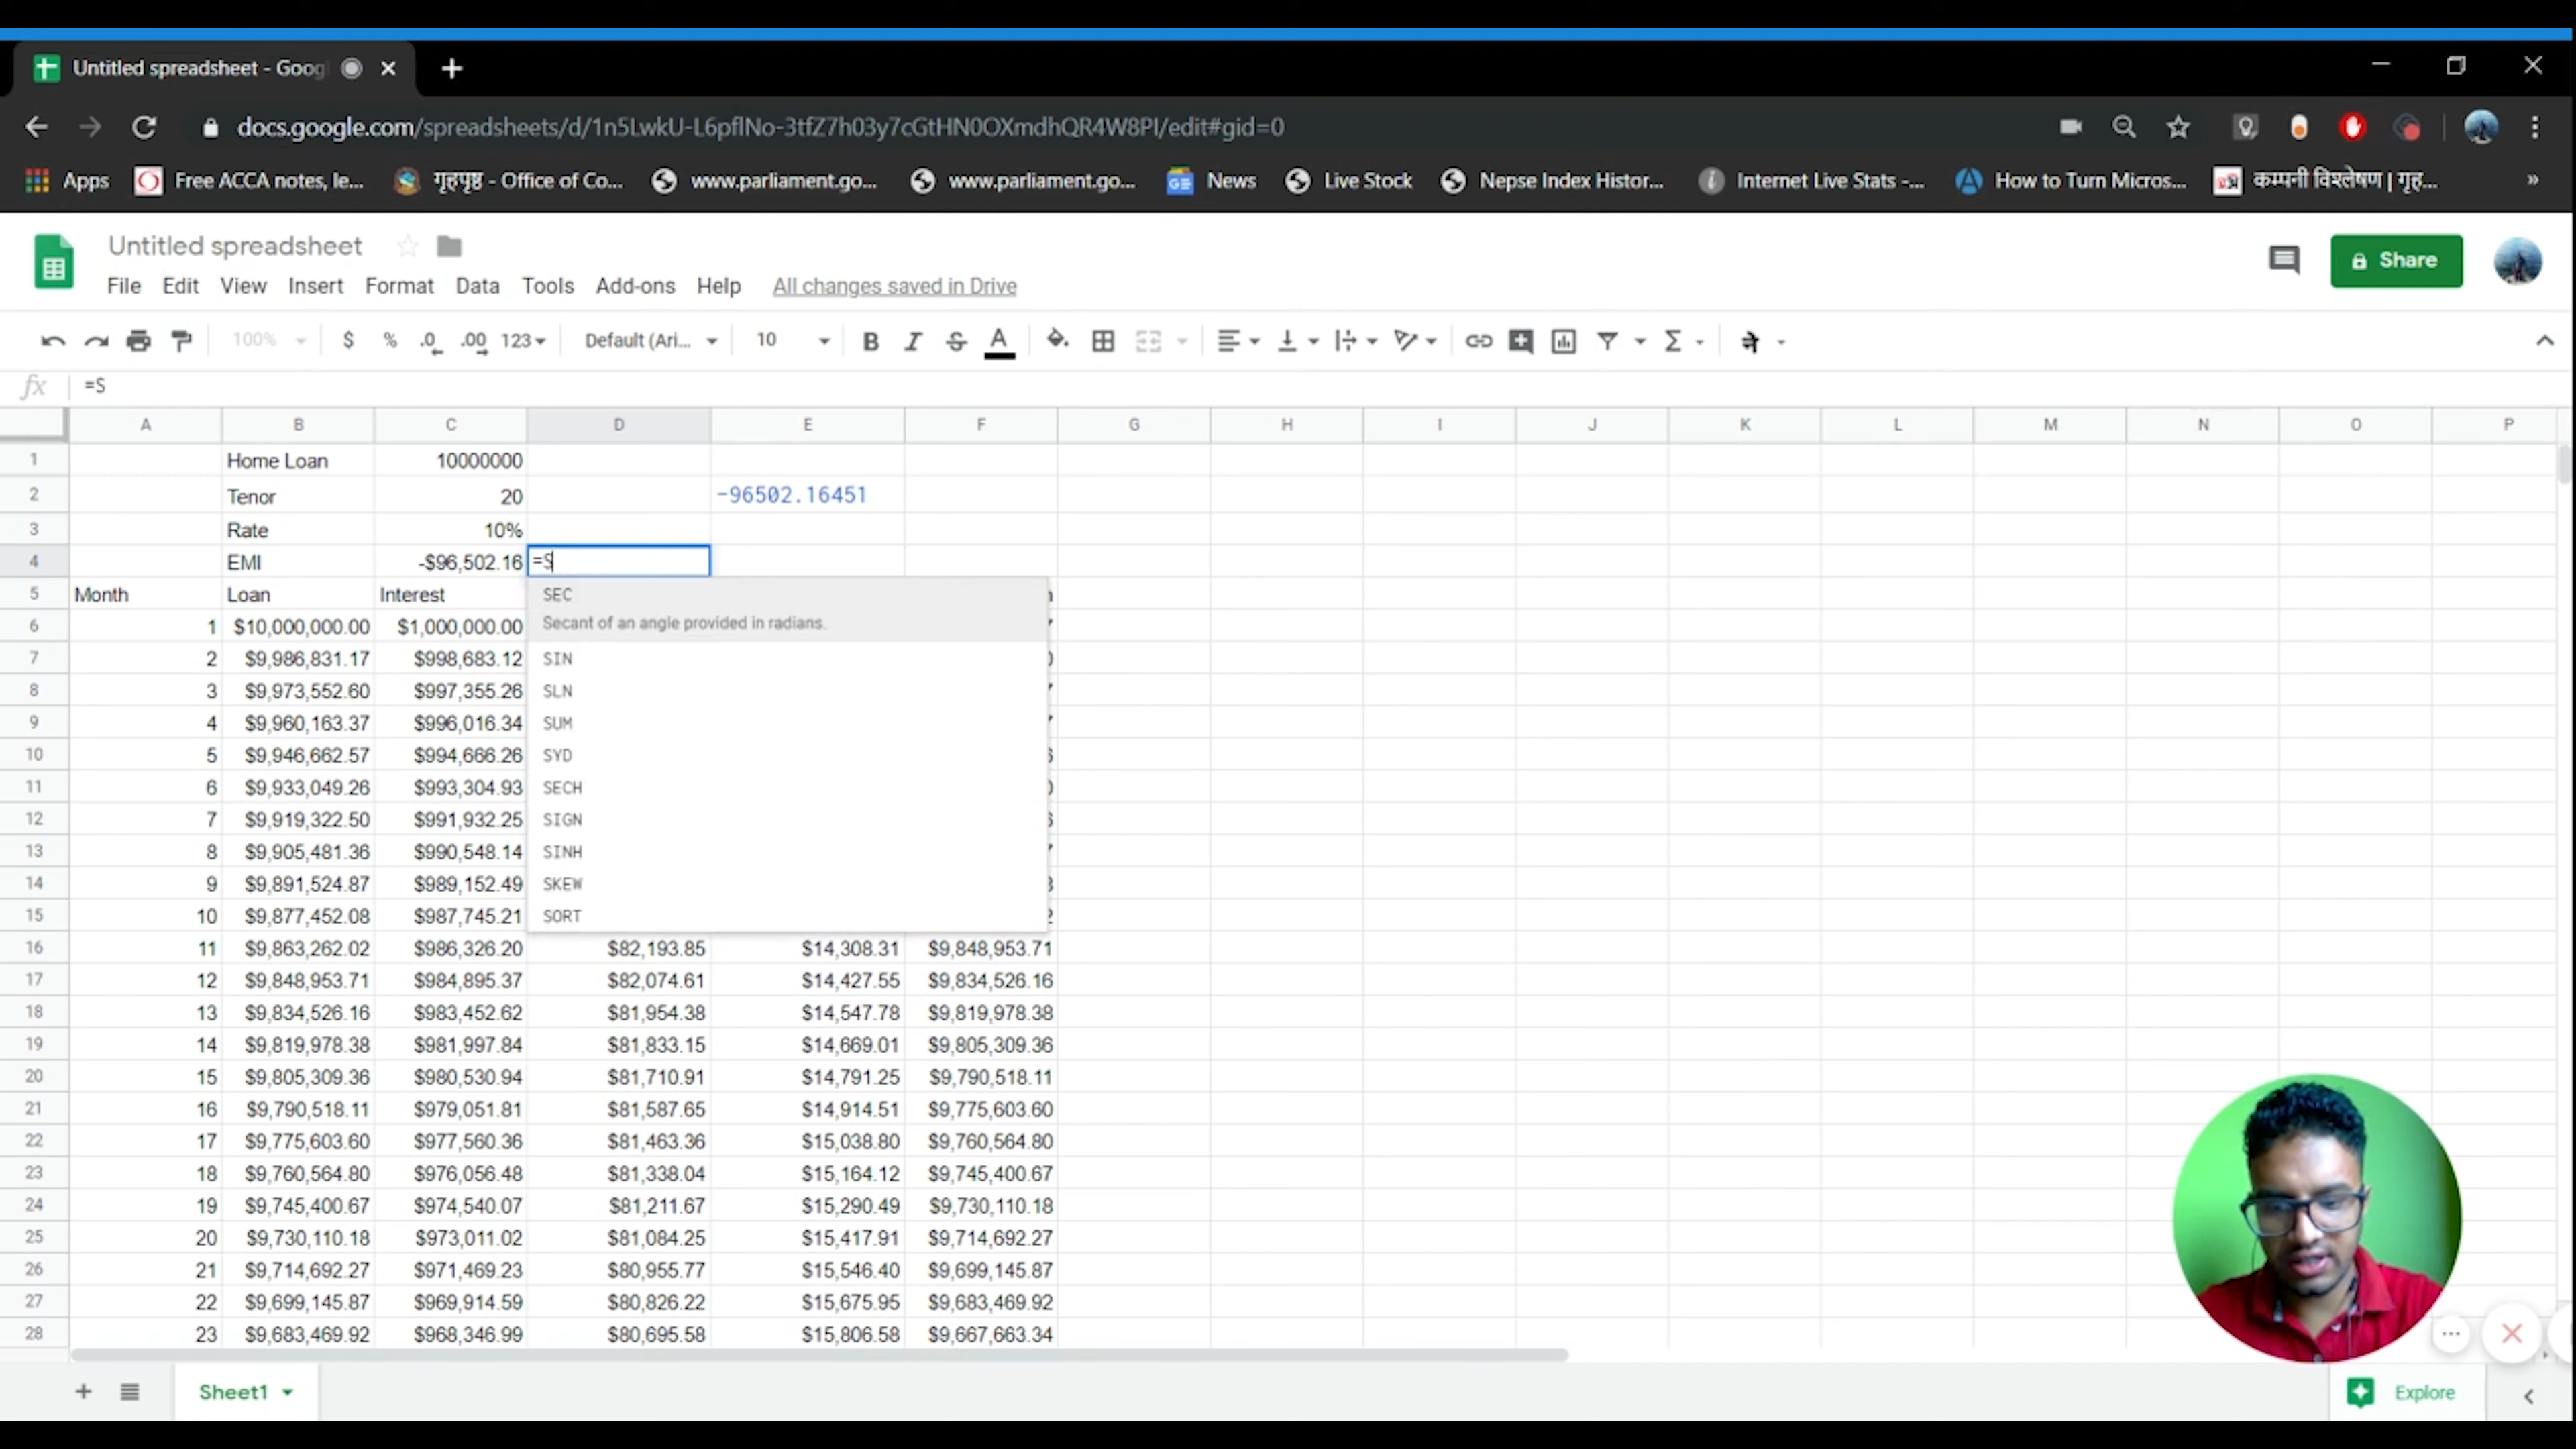 Untitled spreadsheet - Goog
docs.google.com/spreadsheets/d/1n5LwkU-L6pflNo-3tfZ7h03y7cGtHN0OXmdhQR4W8PI/edit#gid=0
Apps Free ACCA notes, le... गृहपृष्ठ - Office of Co... www.parliament.go... www.parliament.go... News Live Stock Nepse Index Histor... Internet Live Stats -... How to Turn Micros... कम्पनी विश्लेषण | गृह... »
Untitled spreadsheet
Share
File Edit View Insert Format Data Tools Add-ons Help All changes saved in Drive
100% $ % .0 .00 123 Default (Ari... 10 B I S A Σ
fx =S
A B C D E F G H I J K L M N O P
1 Home Loan 10000000
2 Tenor 20 -96502.16451
3 Rate 10%
4 EMI -$96,502.16 =S
5 Month Loan Interest
6 1 $10,000,000.00 $1,000,000.00
7 2 $9,986,831.17 $998,683.12
8 3 $9,973,552.60 $997,355.26
9 4 $9,960,163.37 $996,016.34
10 5 $9,946,662.57 $994,666.26
11 6 $9,933,049.26 $993,304.93
12 7 $9,919,322.50 $991,932.25
13 8 $9,905,481.36 $990,548.14
14 9 $9,891,524.87 $989,152.49
15 10 $9,877,452.08 $987,745.21
SEC
Secant of an angle provided in radians.
SIN
SLN
SUM
SYD
SECH
SIGN
SINH
SKEW
SORT
16 11 $9,863,262.02 $986,326.20 $82,193.85 $14,308.31 $9,848,953.71
17 12 $9,848,953.71 $984,895.37 $82,074.61 $14,427.55 $9,834,526.16
18 13 $9,834,526.16 $983,452.62 $81,954.38 $14,547.78 $9,819,978.38
19 14 $9,819,978.38 $981,997.84 $81,833.15 $14,669.01 $9,805,309.36
20 15 $9,805,309.36 $980,530.94 $81,710.91 $14,791.25 $9,790,518.11
21 16 $9,790,518.11 $979,051.81 $81,587.65 $14,914.51 $9,775,603.60
22 17 $9,775,603.60 $977,560.36 $81,463.36 $15,038.80 $9,760,564.80
23 18 $9,760,564.80 $976,056.48 $81,338.04 $15,164.12 $9,745,400.67
24 19 $9,745,400.67 $974,540.07 $81,211.67 $15,290.49 $9,730,110.18
25 20 $9,730,110.18 $973,011.02 $81,084.25 $15,417.91 $9,714,692.27
26 21 $9,714,692.27 $971,469.23 $80,955.77 $15,546.40 $9,699,145.87
27 22 $9,699,145.87 $969,914.59 $80,826.22 $15,675.95 $9,683,469.92
28 23 $9,683,469.92 $968,346.99 $80,695.58 $15,806.58 $9,667,663.34
Sheet1
Explore